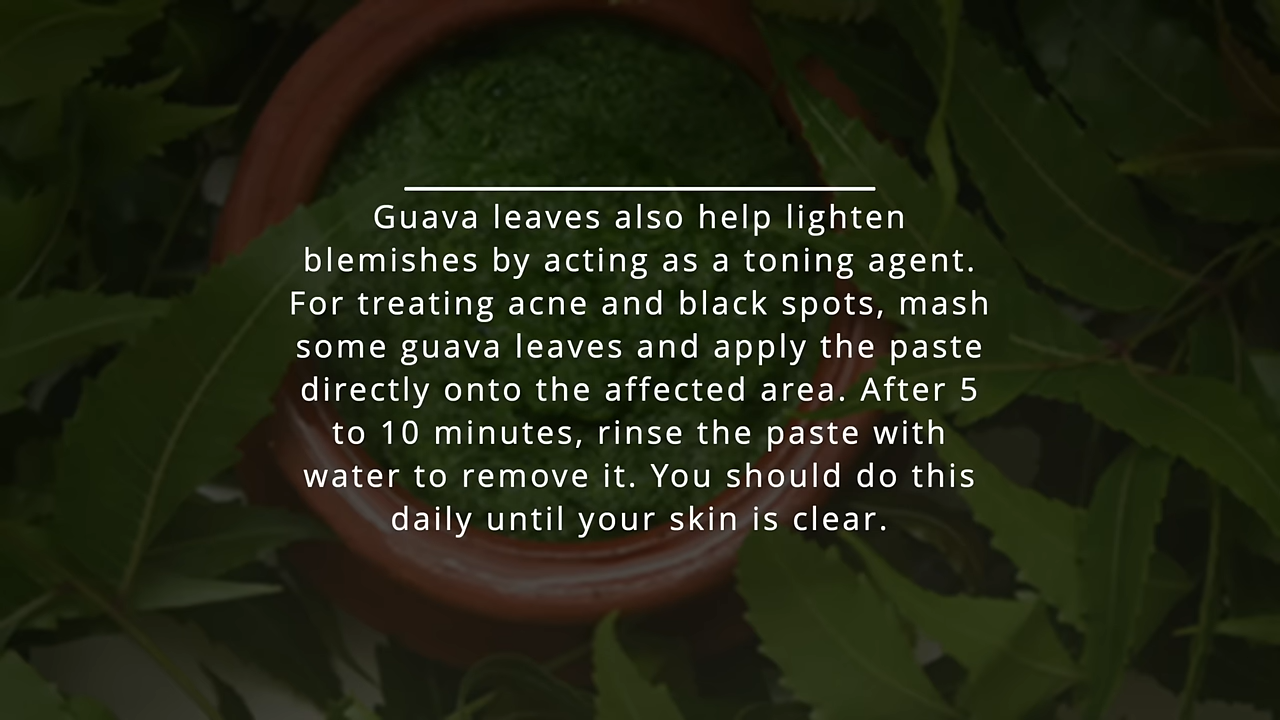 Guava leaves also help lighten
blemishes by acting as a toning agent.
For treating acne and black spots, mash
some guava leaves and apply the paste
directly onto the affected area. After 5
to 10 minutes, rinse the paste with
water to remove it. You should do this
daily until your skin is clear.